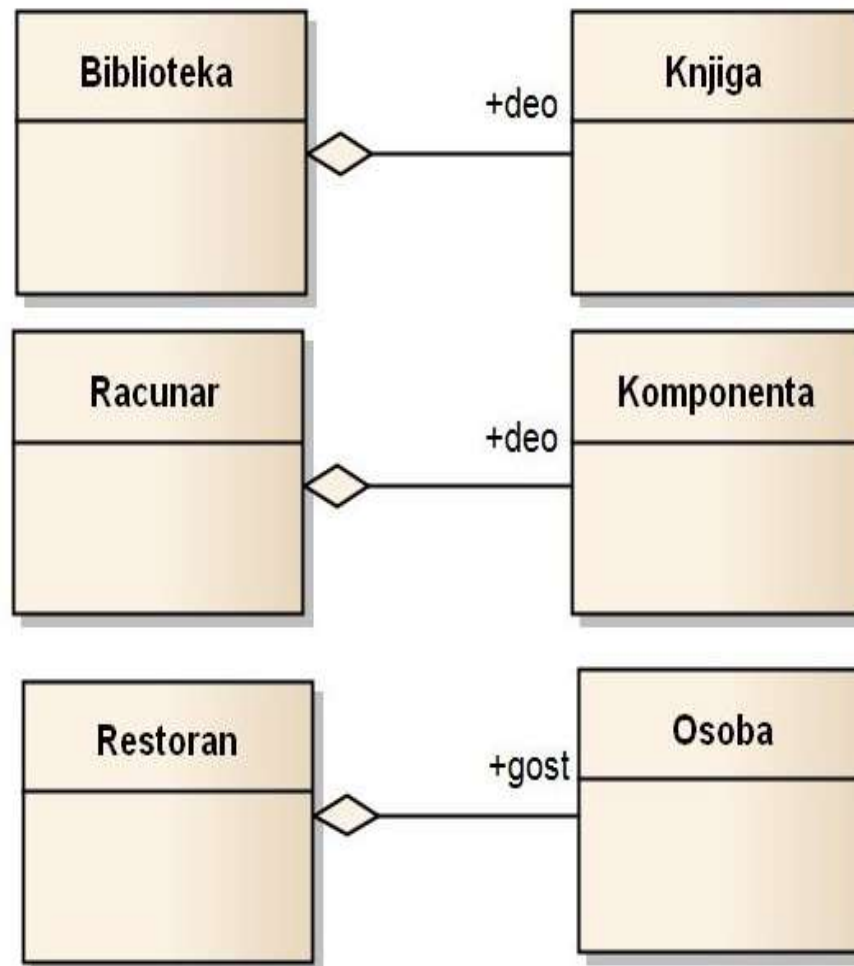 Biblioteka
+deo
Knjiga
Racunar
+deo
Komponenta
Restoran
+gost
Osoba